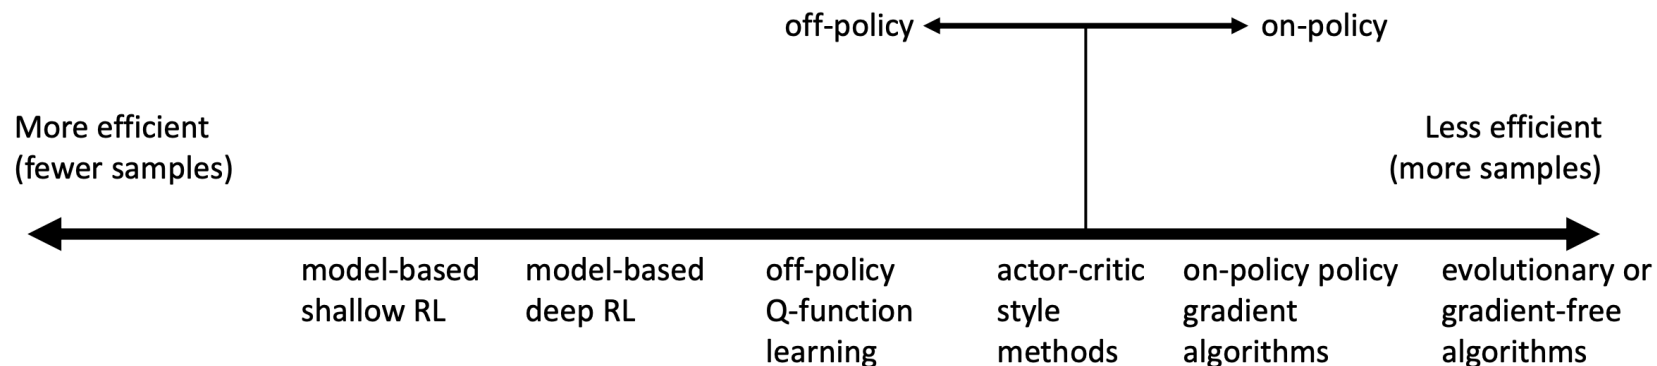 off-policy
on-policy
More efficient
(fewer samples)
Less efficient
(more samples)
model-based
shallow RL
model-based
deep RL
off-policy
Q-function
learning
actor-critic
style
methods
on-policy policy
gradient
algorithms
evolutionary or
gradient-free
algorithms